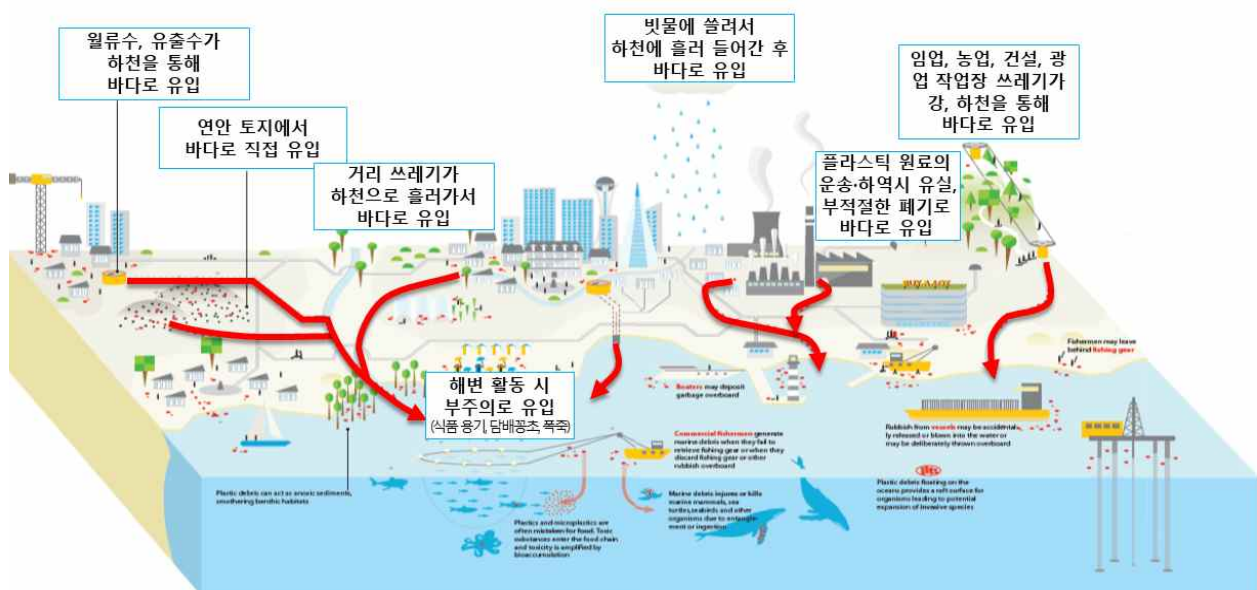 월류수, 유출수가
하천을 통해
바다로 유입
연안 토지에서
바다로 직접 유입
거리 쓰레기가
하천으로 흘러가서
바다로 유입
빗물에 쓸려서
하천에 흘러 들어간 후
바다로 유입
임업, 농업, 건설, 광
업 작업장 쓰레기가
강, 하천을 통해
바다로 유입
플라스틱 원료의
운송·하역시 유실,
부적절한 폐기로
바다로 유입
해변 활동 시
부주의로 유입
(식품 용기, 담배꽁초, 폭죽)
Fishermen may leave
behind fishing gear
Boaters may deposit
garbage overboard
Commercial fishermen generate
marine debris when they fail to
retrieve fishing gear or when they
discard fishing gear or other
rubbish overboard
Rubbish from vessels may be accidental-
ly released or blown into the water or
may be deliberately thrown overboard
Plastic debris can act as anoxic sediments,
smothering benthic habitats
Plastics and microplastics are
often mistaken for food. Toxic
substances enter the food chain
and toxicity is amplified by
bioaccumulation
Marine debris injures or kills
marine mammals, sea
turtles, seabirds and other
organisms due to entangle-
ment or ingestion
Plastic debris floating on the
oceans provides a raft surface for
organisms leading to potential
expansion of invasive species